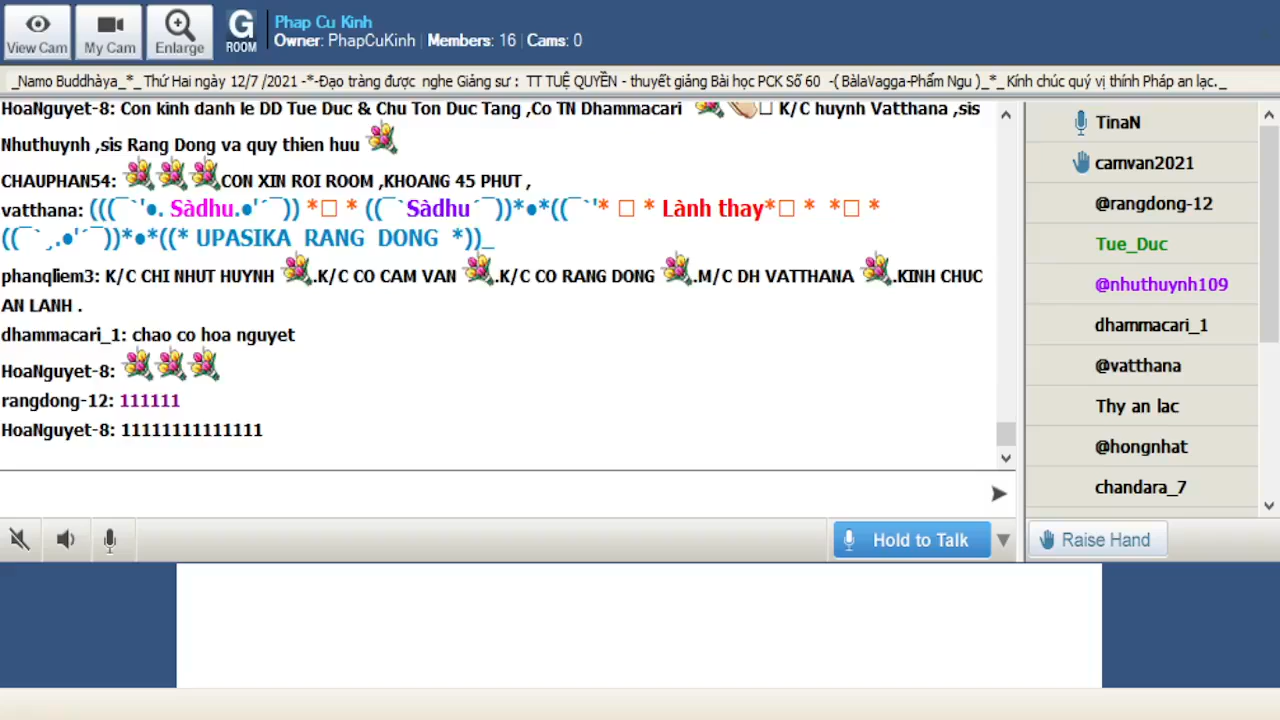 View Cam
My Cam
Enlarge
G
ROOM
Phap Cu Kinh
Owner: PhapCuKinh Members: 16 Cams: 0
_Namo Buddhàya_*_ Thứ Hai ngày 12/7 /2021 -*-Đạo tràng được nghe Giảng sư : TT TUỆ QUYỀN - thuyết giảng Bài học PCK Số 60 -( BàlaVagga-Phẩm Ngu )_*_Kính chúc quý vị thính Pháp an lạc._
HoaNguyet-8: Con kinh danh le DD Tue Duc & Chu Ton Duc Tang ,Co TN Dhammacari K/C huynh Vatthana ,sis
Nhuthuynh ,sis Rang Dong va quy thien huu
CHAUPHAN54: CON XIN ROI ROOM ,KHOANG 45 PHUT ,
vatthana: (((¯`'●. Sàdhu.●'´¯)) *□ * ((¯`Sàdhu´¯))*●*((¯`'* □ * Lành thay*□ * *□ *
((¯`¸.●'´¯))*●*((* UPASIKA RANG DONG *))_
phanqliem3: K/C CHI NHUT HUYNH .K/C CO CAM VAN .K/C CO RANG DONG .M/C DH VATTHANA .KINH CHUC
AN LANH .
dhammacari_1: chao co hoa nguyet
HoaNguyet-8:
rangdong-12: 111111
HoaNguyet-8: 11111111111111
Hold to Talk
TinaN
camvan2021
@rangdong-12
Tue_Duc
@nhuthuynh109
dhammacari_1
@vatthana
Thy an lac
@hongnhat
chandara_7
Raise Hand